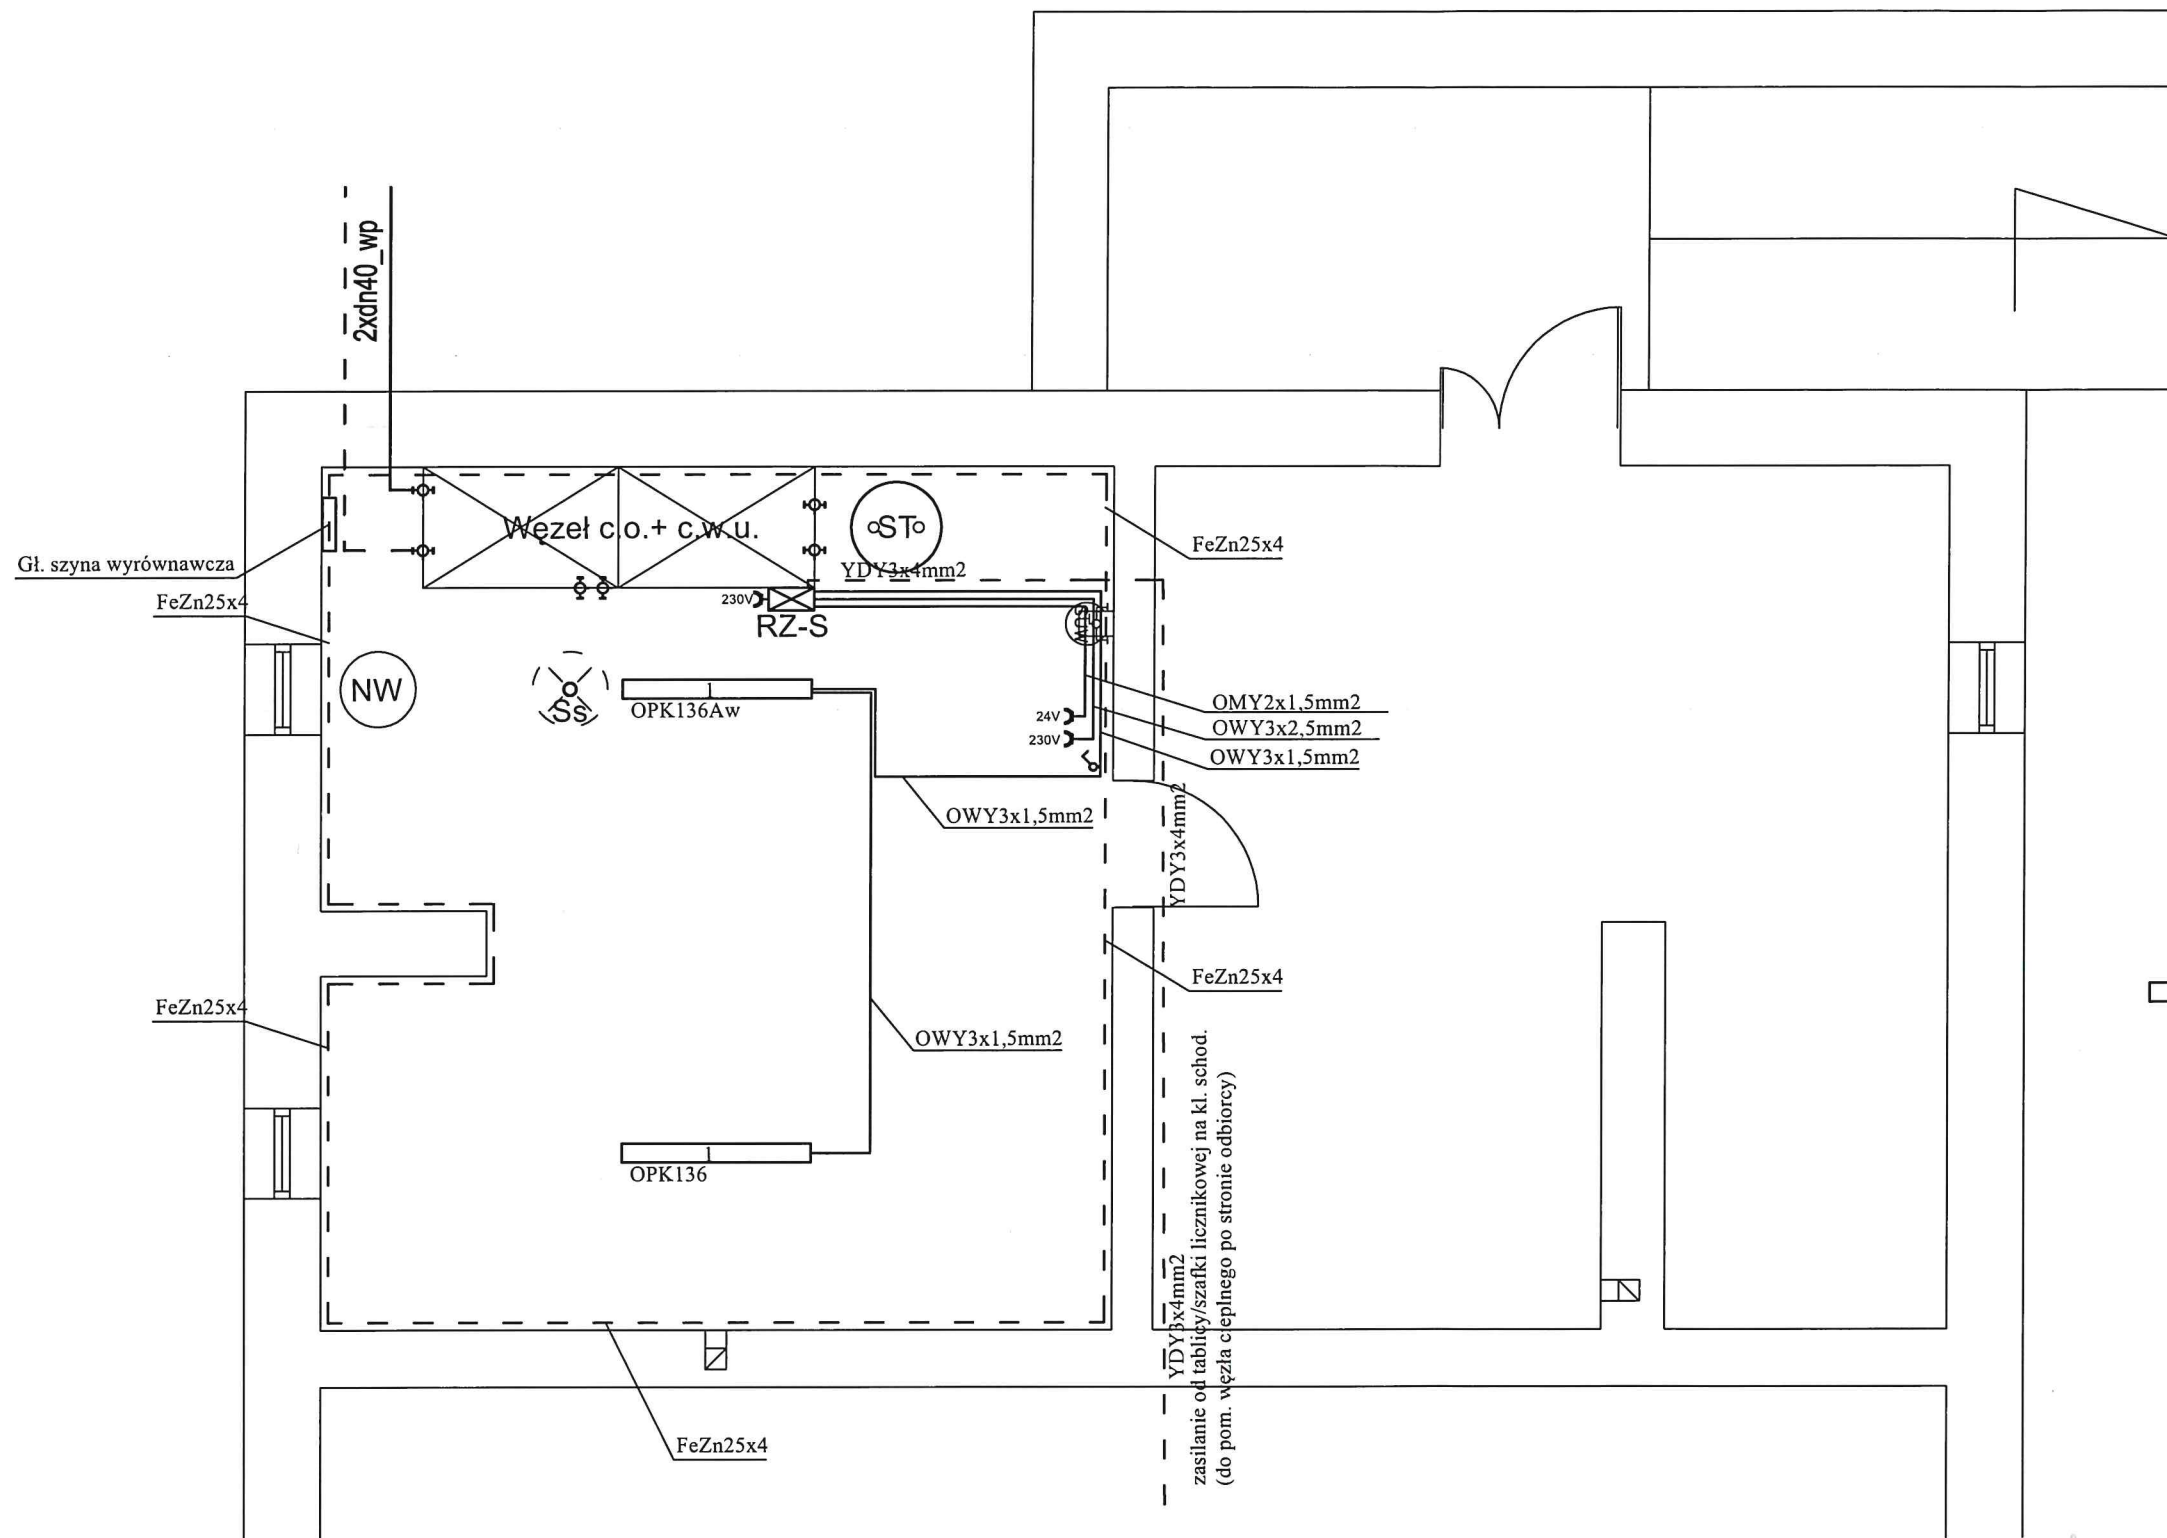 2xdn40_wp
Węzeł c.o.+ c.w.u.
ST
FeZn25x4
Gł. szyna wyrównawcza
YDY3x4mm2
FeZn25x4
230V
RZ-S
SUW
NW
Ss
OPK136Aw
OMY2x1,5mm2
24V
OWY3x2,5mm2
230V
OWY3x1,5mm2
OWY3x1,5mm2
YDY3x4mm2
FeZn25x4
FeZn25x4
OWY3x1,5mm2
OPK136
YDY3x4mm2
zasilanie od tablicy/szafki licznikowej na kl. schod.
(do pom. węzła cieplnego po stronie odbiorcy)
FeZn25x4